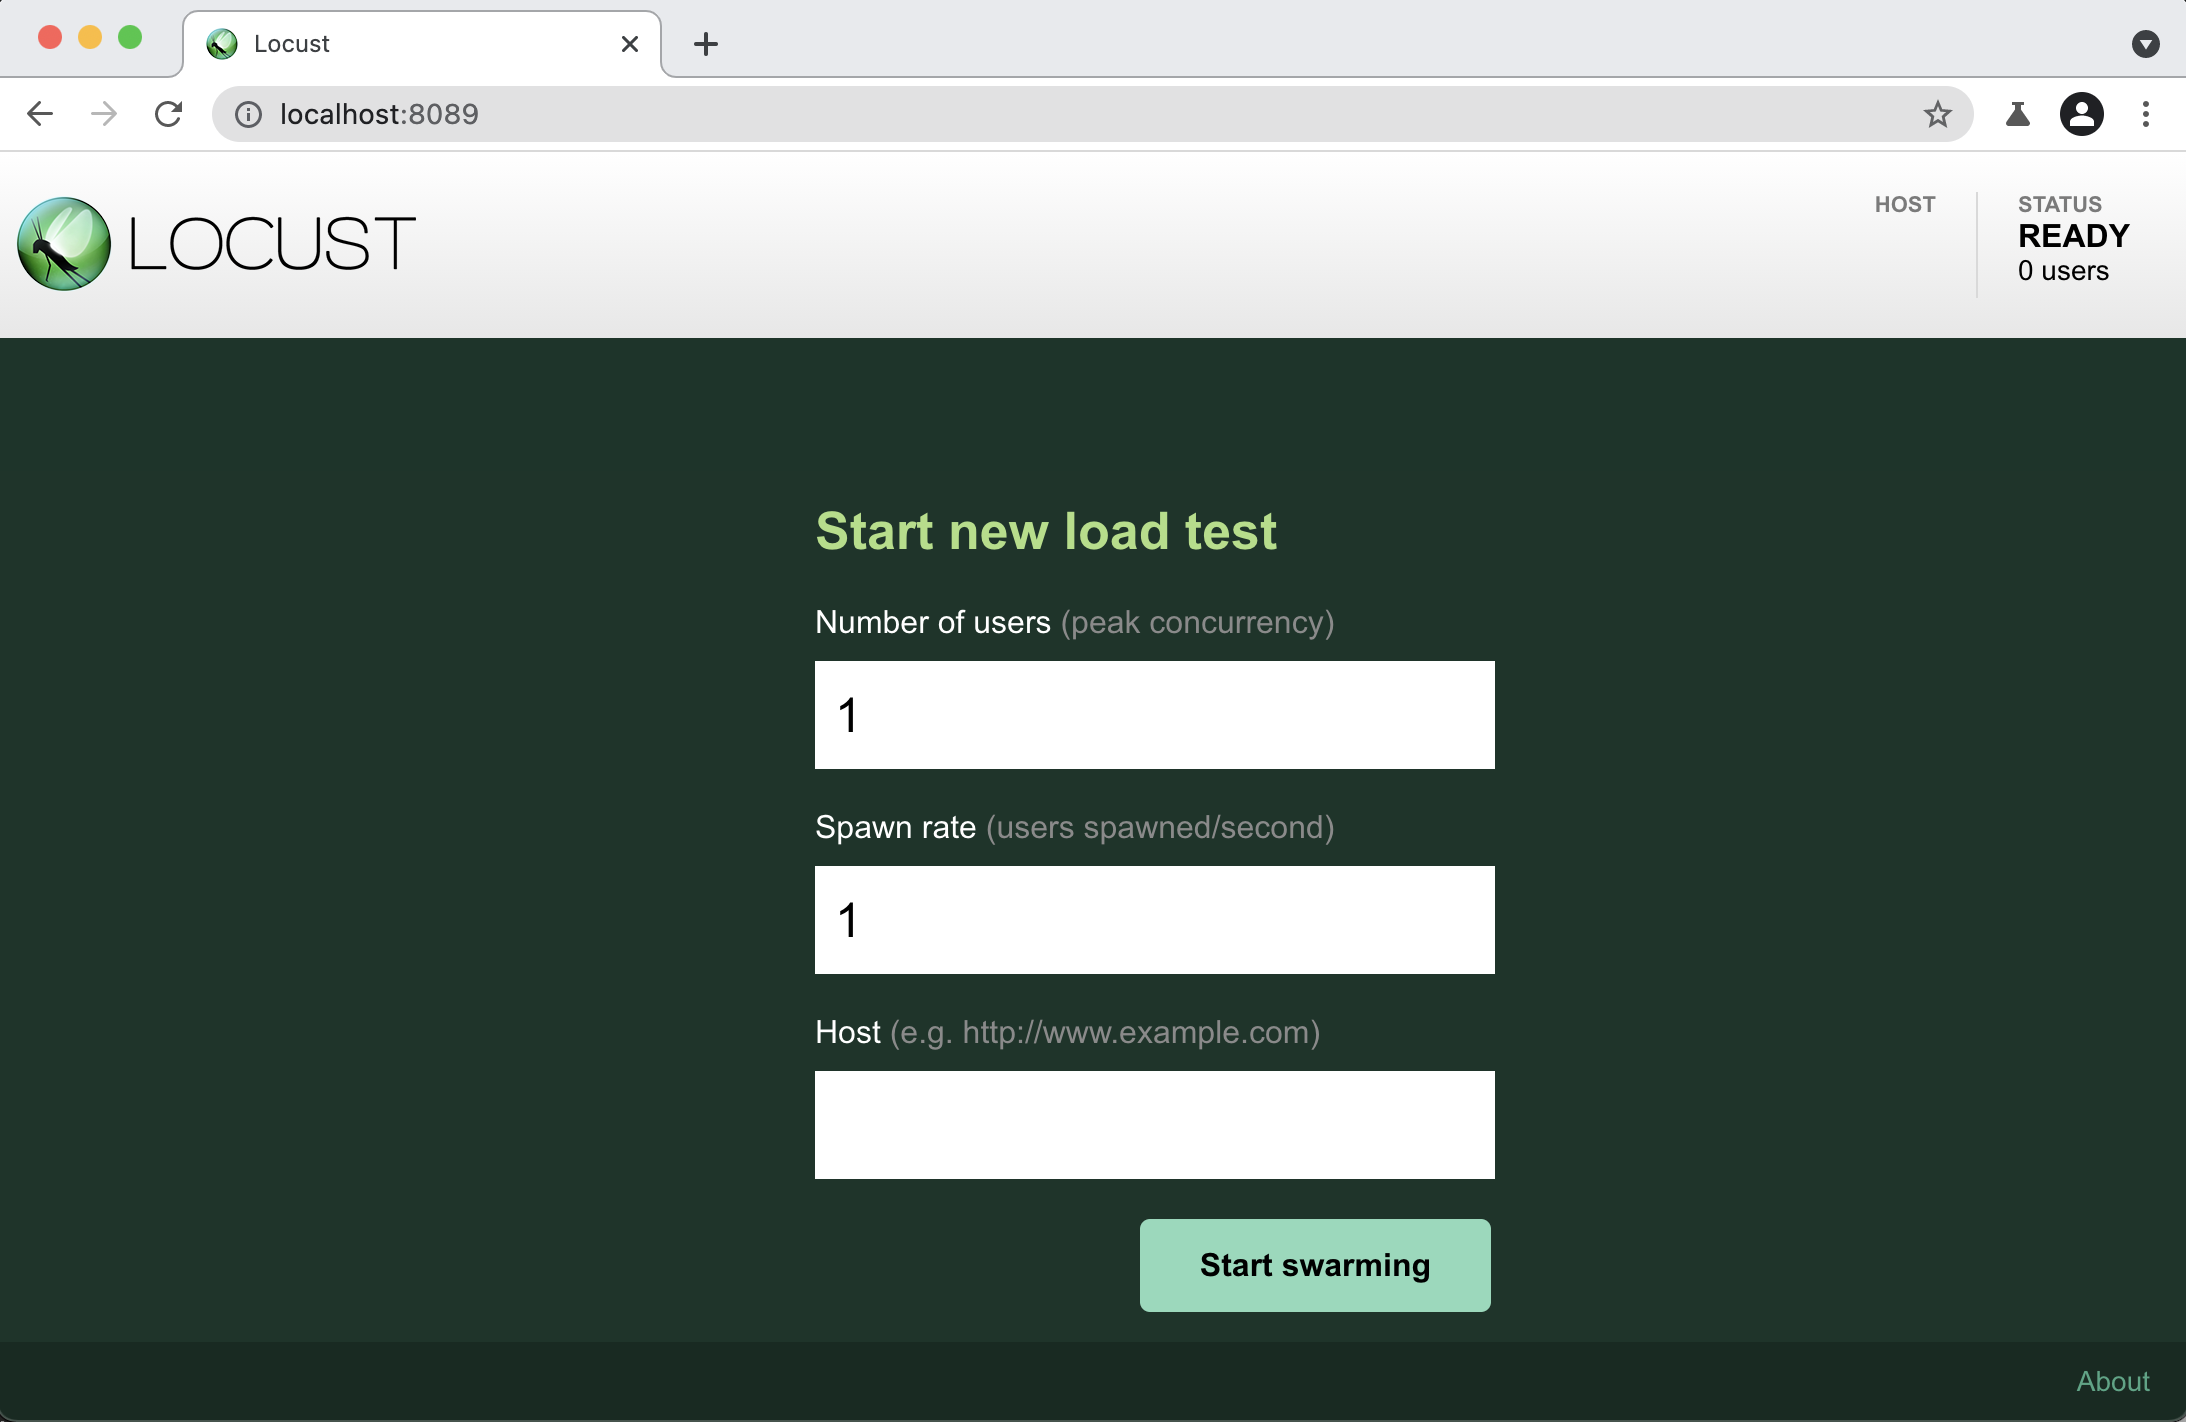 Locust
localhost:8089
LOCUST
HOST
STATUS
READY
0 users
Start new load test
Number of users (peak concurrency)
1
Spawn rate (users spawned/second)
1
Host (e.g. http://www.example.com)
Start swarming
About